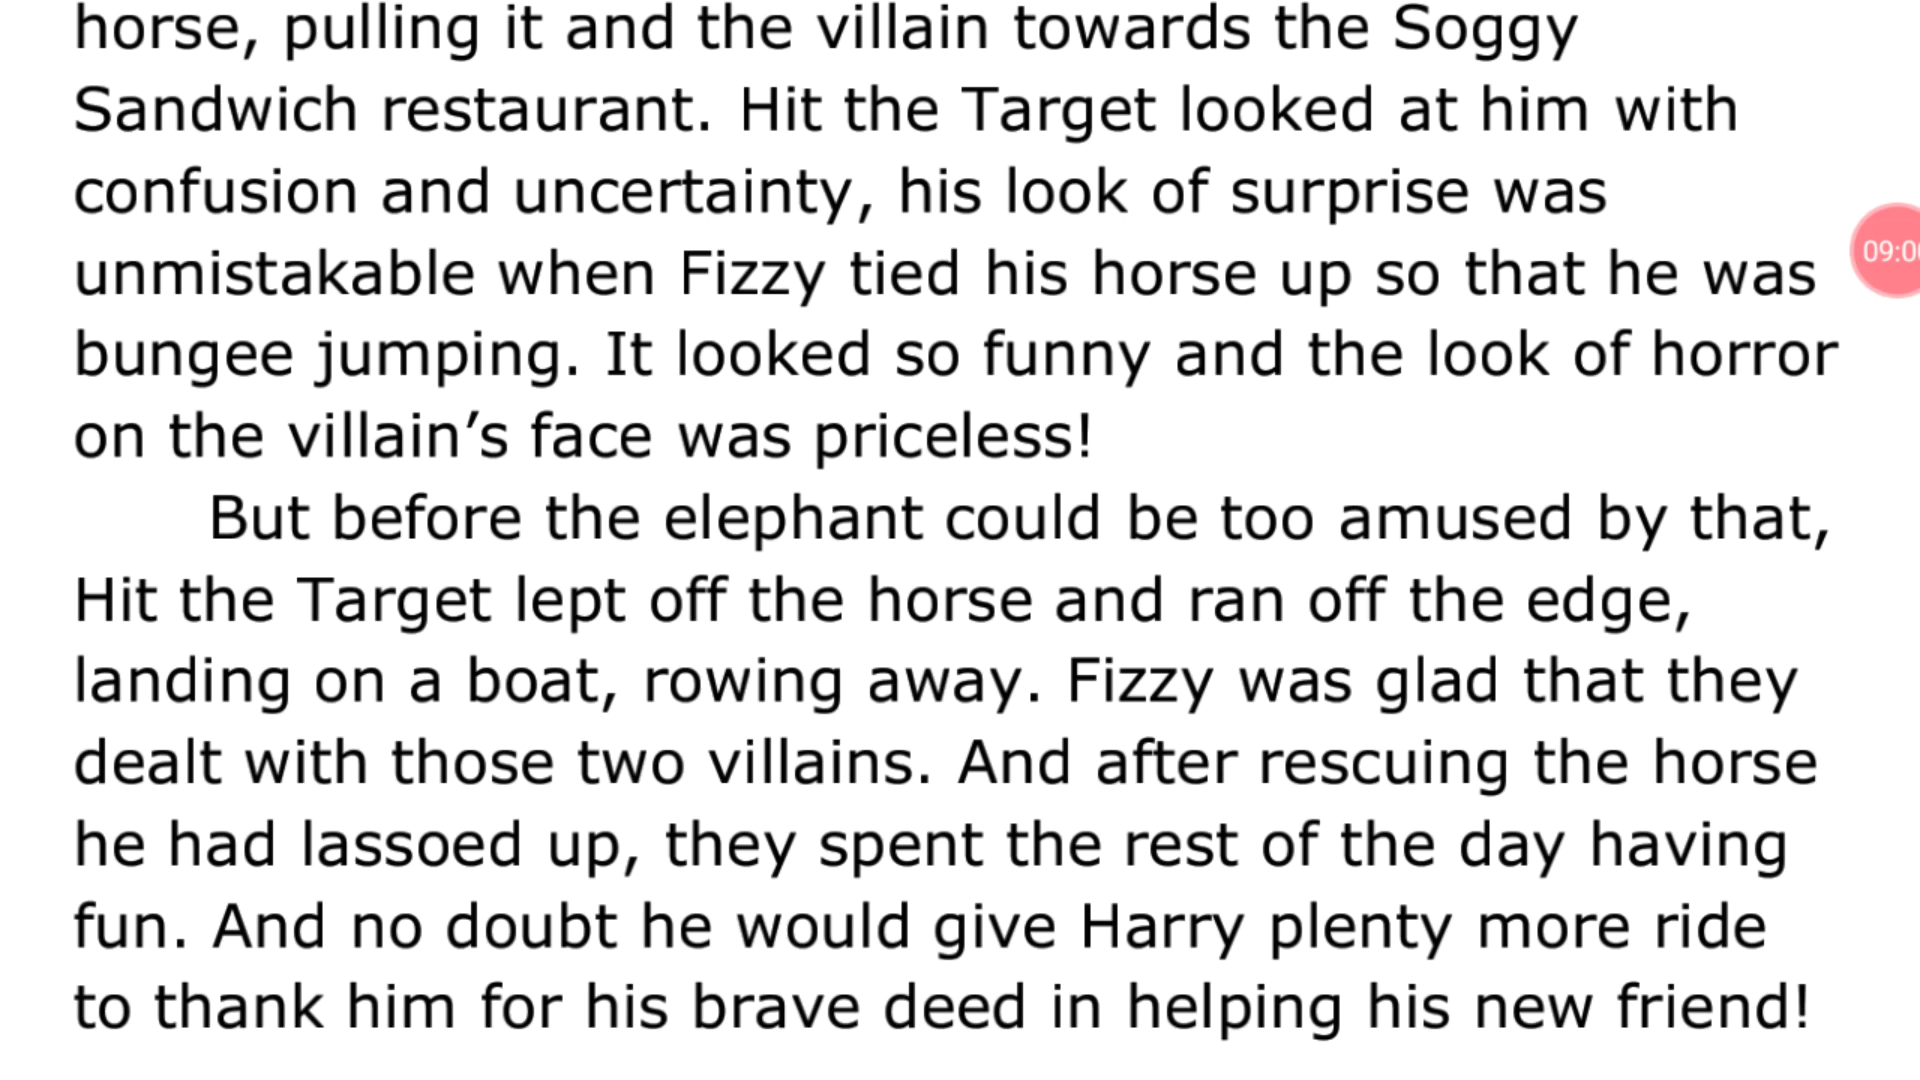 horse, pulling it and the villain towards the Soggy
Sandwich restaurant. Hit the Target looked at him with
confusion and uncertainty, his look of surprise was
unmistakable when Fizzy tied his horse up so that he was
bungee jumping. It looked so funny and the look of horror
on the villain’s face was priceless!
But before the elephant could be too amused by that,
Hit the Target lept off the horse and ran off the edge,
landing on a boat, rowing away. Fizzy was glad that they
dealt with those two villains. And after rescuing the horse
he had lassoed up, they spent the rest of the day having
fun. And no doubt he would give Harry plenty more ride
to thank him for his brave deed in helping his new friend!